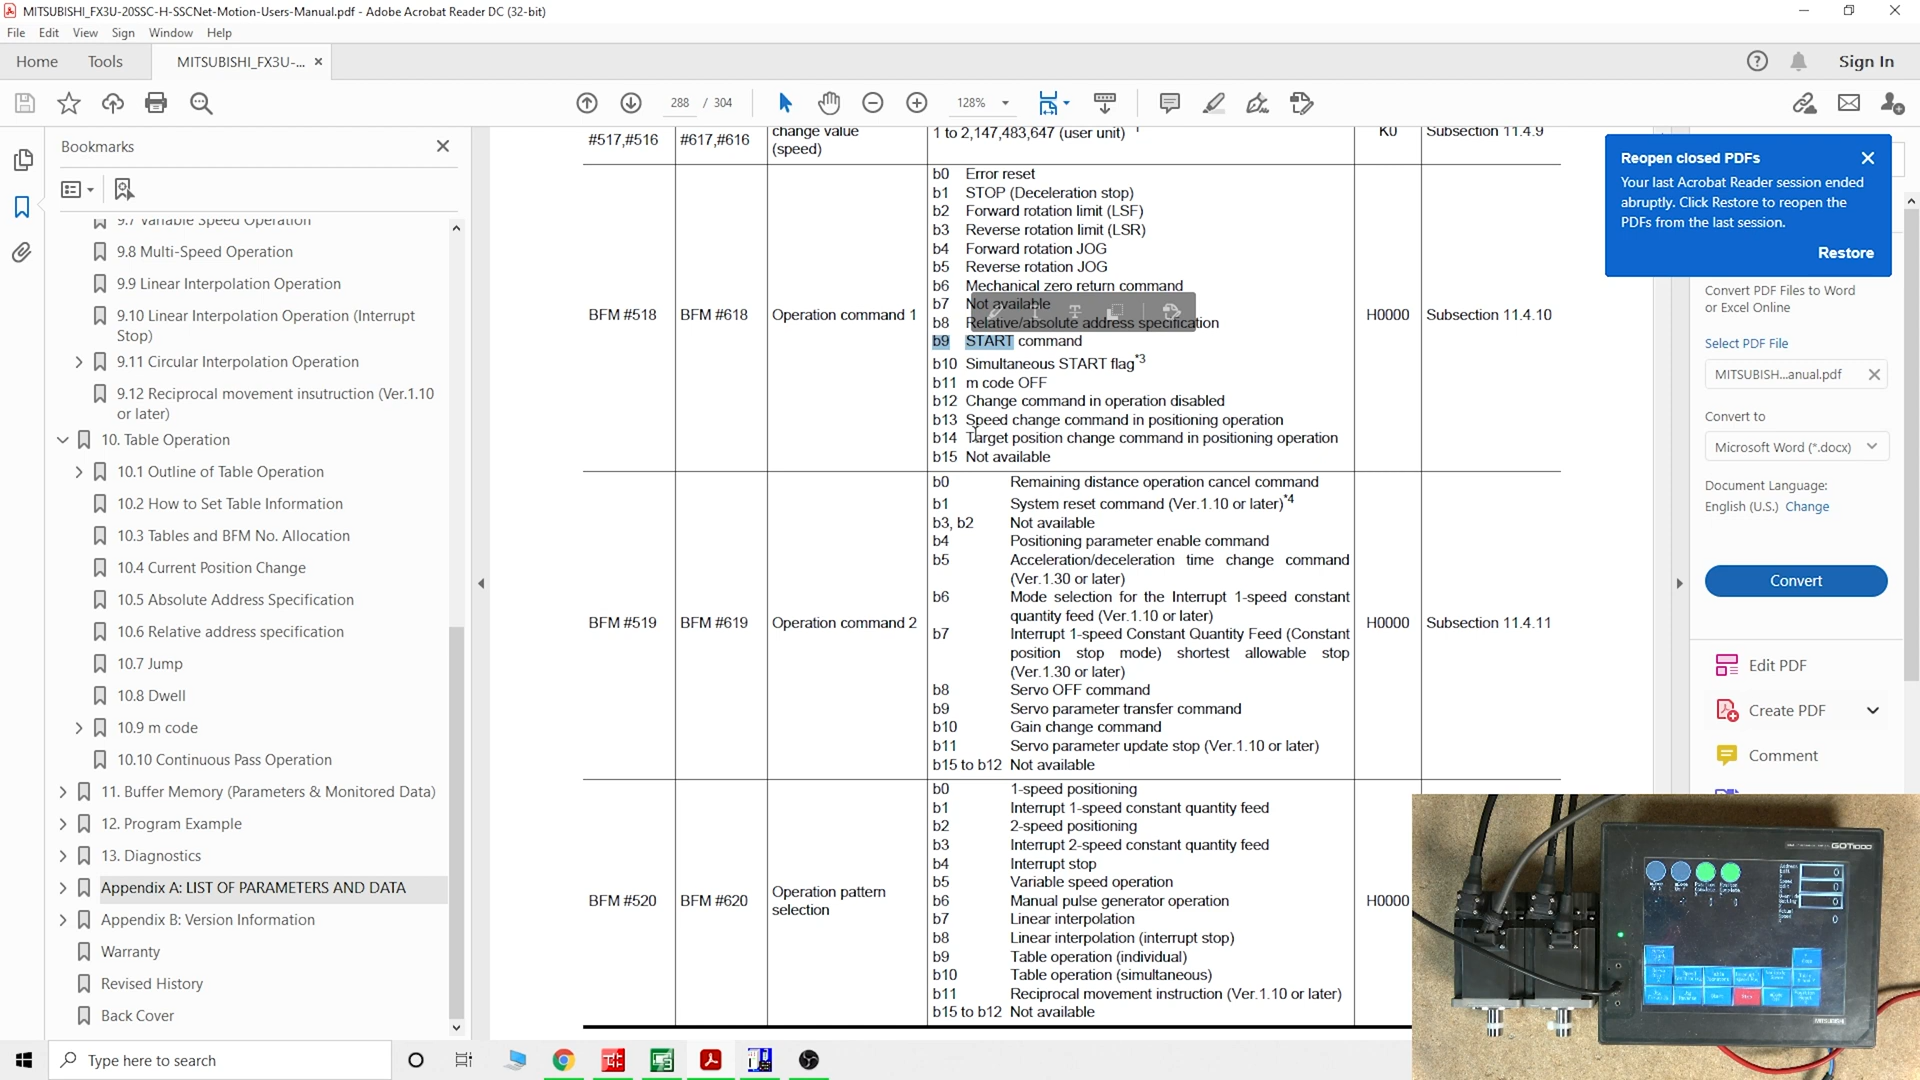 MITSUBISHI_FX3U-20SSC-H-SSCNet-Motion-Users-Manual.pdf - Adobe Acrobat Reader DC (32-bit)
File Edit View Sign Window Help
Home Tools MITSUBISHI_FX3U-... × Sign In
288 / 304 128%
Bookmarks
9.7 Variable Speed Operation
9.8 Multi-Speed Operation
9.9 Linear Interpolation Operation
9.10 Linear Interpolation Operation (Interrupt
Stop)
9.11 Circular Interpolation Operation
9.12 Reciprocal movement insutruction (Ver.1.10
or later)
10. Table Operation
10.1 Outline of Table Operation
10.2 How to Set Table Information
10.3 Tables and BFM No. Allocation
10.4 Current Position Change
10.5 Absolute Address Specification
10.6 Relative address specification
10.7 Jump
10.8 Dwell
10.9 m code
10.10 Continuous Pass Operation
11. Buffer Memory (Parameters & Monitored Data)
12. Program Example
13. Diagnostics
Appendix A: LIST OF PARAMETERS AND DATA
Appendix B: Version Information
Warranty
Revised History
Back Cover
#517,#516 #617,#616 change value
(speed)
1 to 2,147,483,647 (user unit) *1 K0 Subsection 11.4.9
BFM #518 BFM #618 Operation command 1
b0 Error reset
b1 STOP (Deceleration stop)
b2 Forward rotation limit (LSF)
b3 Reverse rotation limit (LSR)
b4 Forward rotation JOG
b5 Reverse rotation JOG
b6 Mechanical zero return command
b7 Not available
b8 Relative/absolute address specification
b9 START command
b10 Simultaneous START flag*3
b11 m code OFF
b12 Change command in operation disabled
b13 Speed change command in positioning operation
b14 Target position change command in positioning operation
b15 Not available
H0000 Subsection 11.4.10
BFM #519 BFM #619 Operation command 2
b0 Remaining distance operation cancel command
b1 System reset command (Ver.1.10 or later)*4
b3, b2 Not available
b4 Positioning parameter enable command
b5 Acceleration/deceleration time change command
(Ver.1.30 or later)
b6 Mode selection for the Interrupt 1-speed constant
quantity feed (Ver.1.10 or later)
b7 Interrupt 1-speed Constant Quantity Feed (Constant
position stop mode) shortest allowable stop
(Ver.1.30 or later)
b8 Servo OFF command
b9 Servo parameter transfer command
b10 Gain change command
b11 Servo parameter update stop (Ver.1.10 or later)
b15 to b12 Not available
H0000 Subsection 11.4.11
BFM #520 BFM #620 Operation pattern
selection
b0 1-speed positioning
b1 Interrupt 1-speed constant quantity feed
b2 2-speed positioning
b3 Interrupt 2-speed constant quantity feed
b4 Interrupt stop
b5 Variable speed operation
b6 Manual pulse generator operation
b7 Linear interpolation
b8 Linear interpolation (interrupt stop)
b9 Table operation (individual)
b10 Table operation (simultaneous)
b11 Reciprocal movement instruction (Ver.1.10 or later)
b15 to b12 Not available
H0000
Reopen closed PDFs
Your last Acrobat Reader session ended
abruptly. Click Restore to reopen the
PDFs from the last session.
Restore
Convert PDF Files to Word
or Excel Online
Select PDF File
MITSUBISH...anual.pdf
Convert to
Microsoft Word (*.docx)
Document Language:
English (U.S.) Change
Convert
Edit PDF
Create PDF
Comment
GOT1000
MITSUBISHI
Type here to search